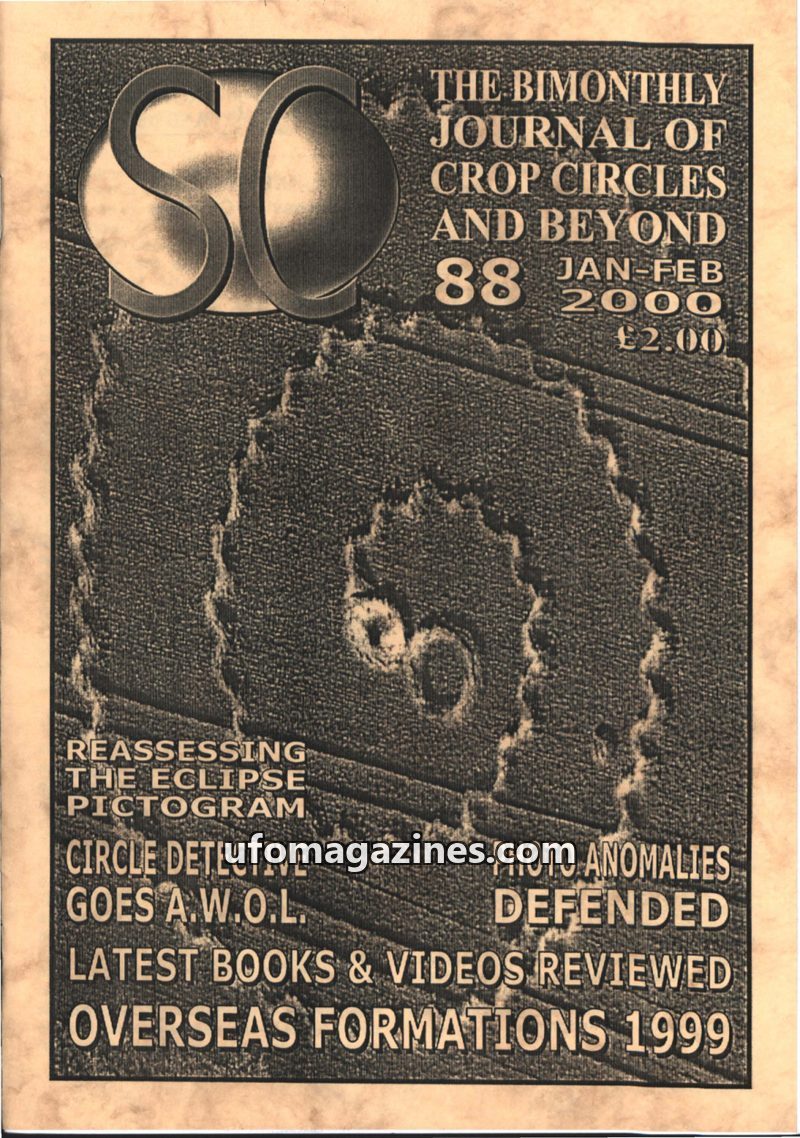 SC
THE BIMONTHLY
JOURNAL OF
CROP CIRCLES
AND BEYOND
88 JAN-FEB
2000
£2.00
REASSESSING
THE ECLIPSE
PICTOGRAM
CIRCLE DETECTIVE
GOES A.W.O.L.
ufomagazines.com
PHOTO ANOMALIES
DEFENDED
LATEST BOOKS & VIDEOS REVIEWED
OVERSEAS FORMATIONS 1999